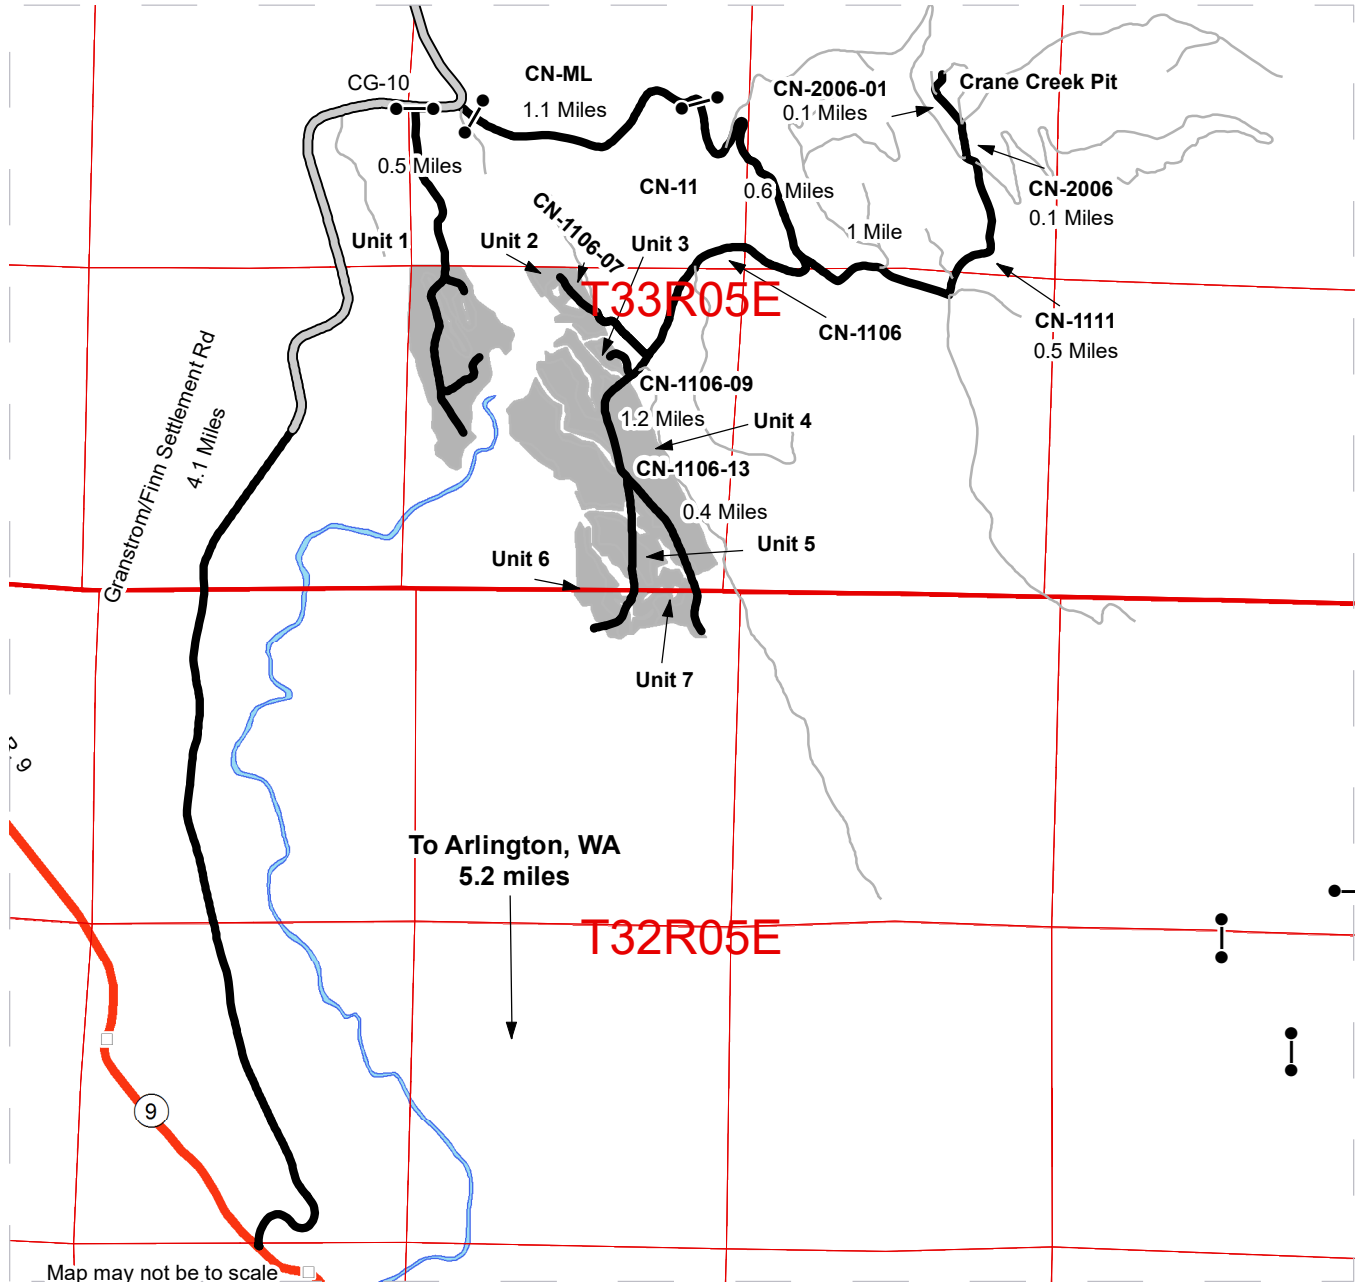 CN-ML
CG-10
1.1 Miles
CN-2006-01
0.1 Miles
Crane Creek Pit
0.5 Miles
CN-11
0.6 Miles
CN-2006
0.1 Miles
CN-1106-07
Unit 1
Unit 2
Unit 3
1 Mile
T33R05E
CN-1106
CN-1111
0.5 Miles
Granstrom/Finn Settlement Rd
4.1 Miles
CN-1106-09
1.2 Miles
Unit 4
CN-1106-13
0.4 Miles
Unit 5
Unit 6
Unit 7
To Arlington, WA
5.2 miles
T32R05E
9
Map may not be to scale